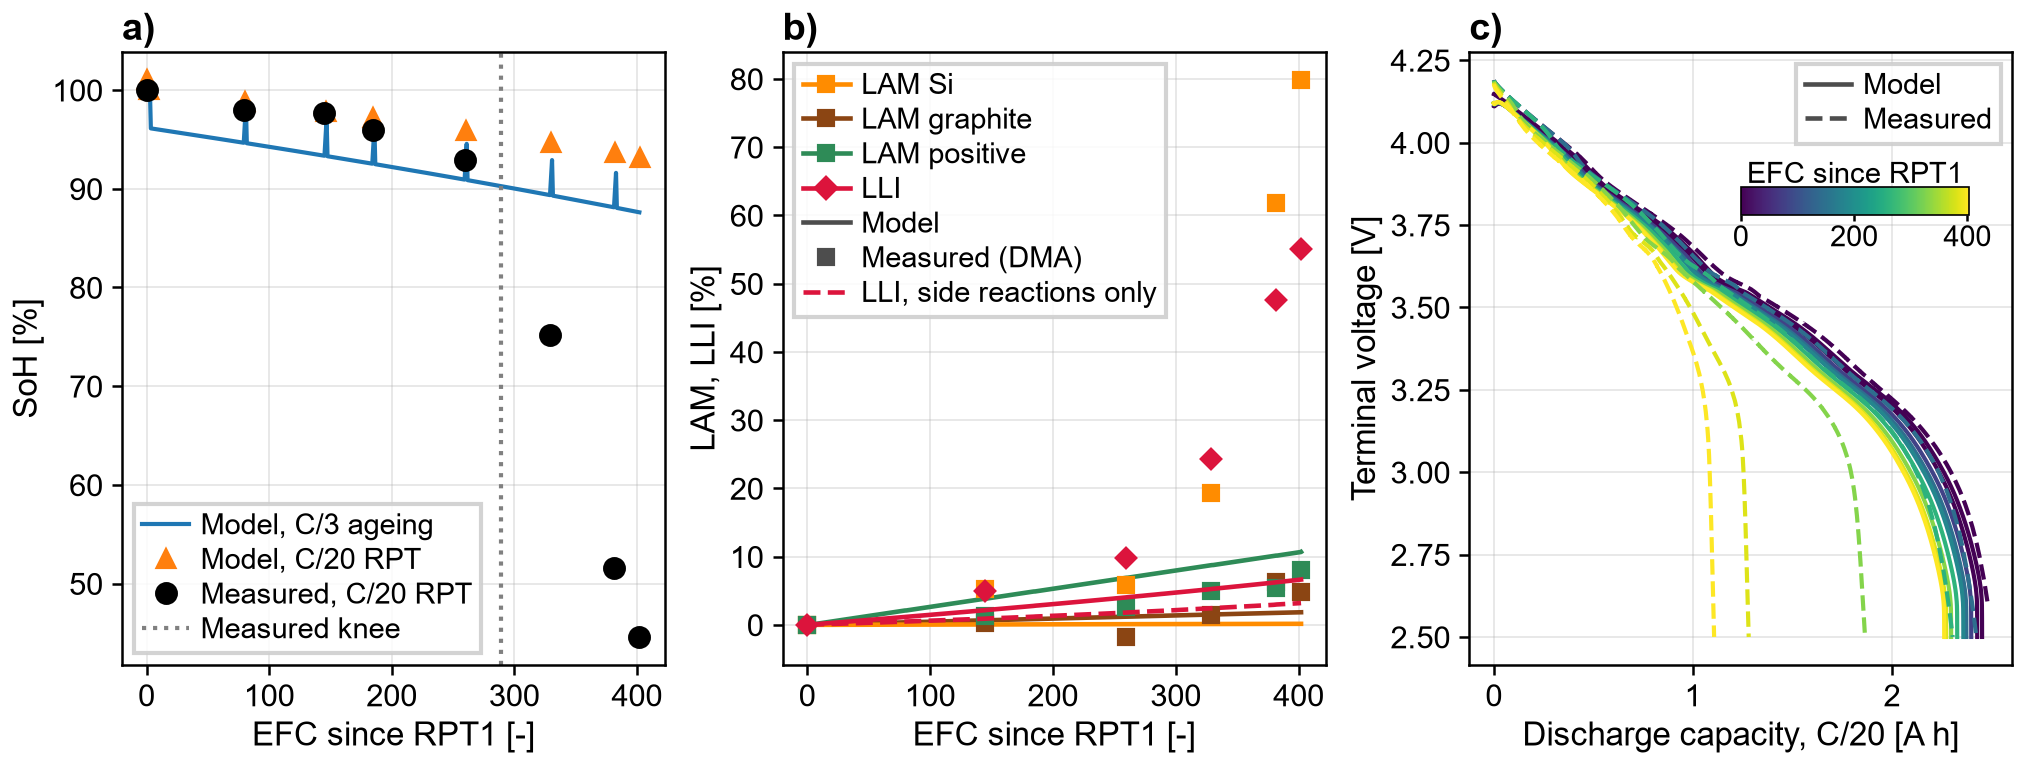 a)
SoH [%]
100
90
80
70
60
50
Model, C/3 ageing
Model, C/20 RPT
Measured, C/20 RPT
Measured knee
0 100 200 300 400
EFC since RPT1 [-]
b)
LAM, LLI [%]
80
70
60
50
40
30
20
10
0
LAM Si
LAM graphite
LAM positive
LLI
Model
Measured (DMA)
LLI, side reactions only
0 100 200 300 400
EFC since RPT1 [-]
c)
Terminal voltage [V]
4.25
4.00
3.75
3.50
3.25
3.00
2.75
2.50
Model
Measured
EFC since RPT1
0 200 400
0 1 2
Discharge capacity, C/20 [A h]